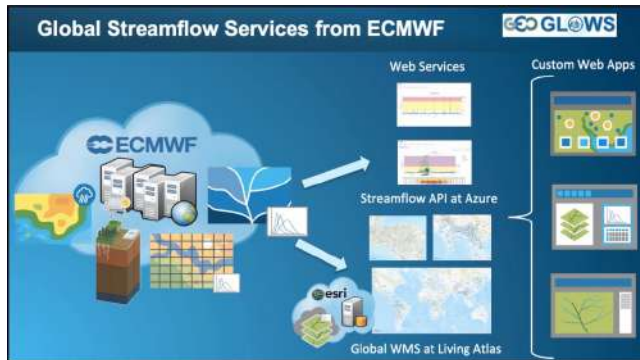 Global Streamflow Services from ECMWF
GEO GLOWS
Web Services
Custom Web Apps
ECMWF
Streamflow API at Azure
esri
Global WMS at Living Atlas